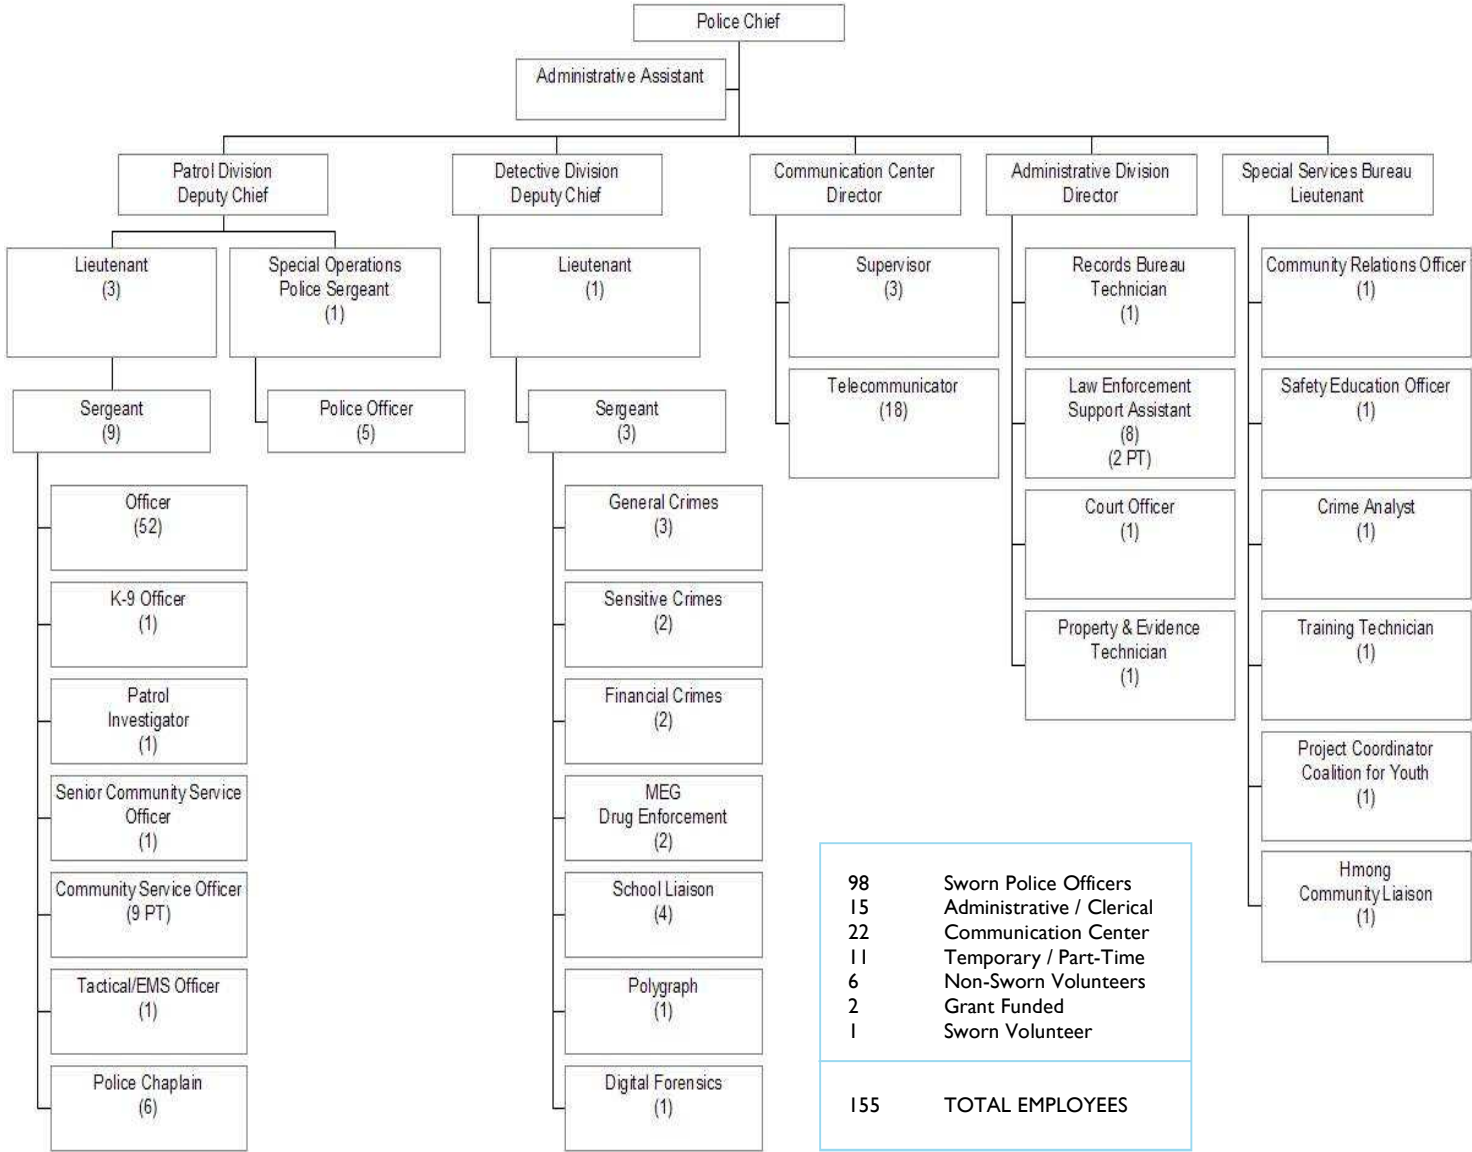 Police Chief
Administrative Assistant
Patrol Division
Deputy Chief
Lieutenant
(3)
Sergeant
(9)
Officer
(52)
K-9 Officer
(1)
Patrol
Investigator
(1)
Senior Community Service
Officer
(1)
Community Service Officer
(9 PT)
Tactical/EMS Officer
(1)
Police Chaplain
(6)
Special Operations
Police Sergeant
(1)
Police Officer
(5)
Detective Division
Deputy Chief
Lieutenant
(1)
Sergeant
(3)
General Crimes
(3)
Sensitive Crimes
(2)
Financial Crimes
(2)
MEG
Drug Enforcement
(2)
School Liaison
(4)
Polygraph
(1)
Digital Forensics
(1)
Communication Center
Director
Supervisor
(3)
Telecommunicator
(18)
Administrative Division
Director
Records Bureau
Technician
(1)
Law Enforcement
Support Assistant
(8)
(2 PT)
Court Officer
(1)
Property & Evidence
Technician
(1)
Special Services Bureau
Lieutenant
Community Relations Officer
(1)
Safety Education Officer
(1)
Crime Analyst
(1)
Training Technician
(1)
Project Coordinator
Coalition for Youth
(1)
Hmong
Community Liaison
(1)
98 Sworn Police Officers
15 Administrative / Clerical
22 Communication Center
11 Temporary / Part-Time
6 Non-Sworn Volunteers
2 Grant Funded
1 Sworn Volunteer
155 TOTAL EMPLOYEES